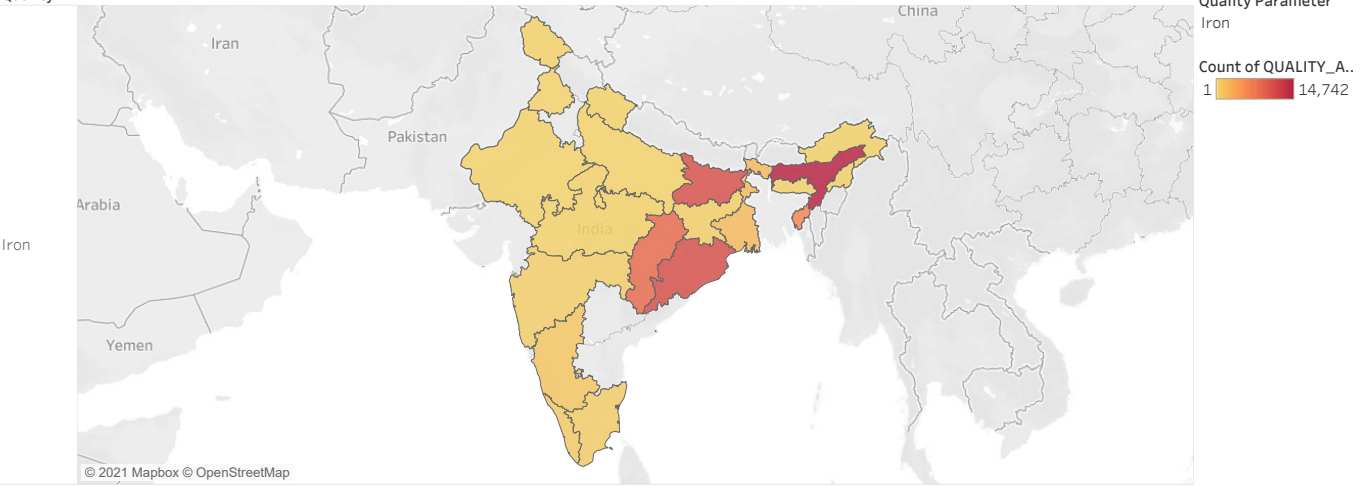 Quality Parameter
Iron
Count of QUALITY_A..
1
14,742
China
Iran
Pakistan
Arabia
India
Iron
Yemen
© 2021 Mapbox © OpenStreetMap